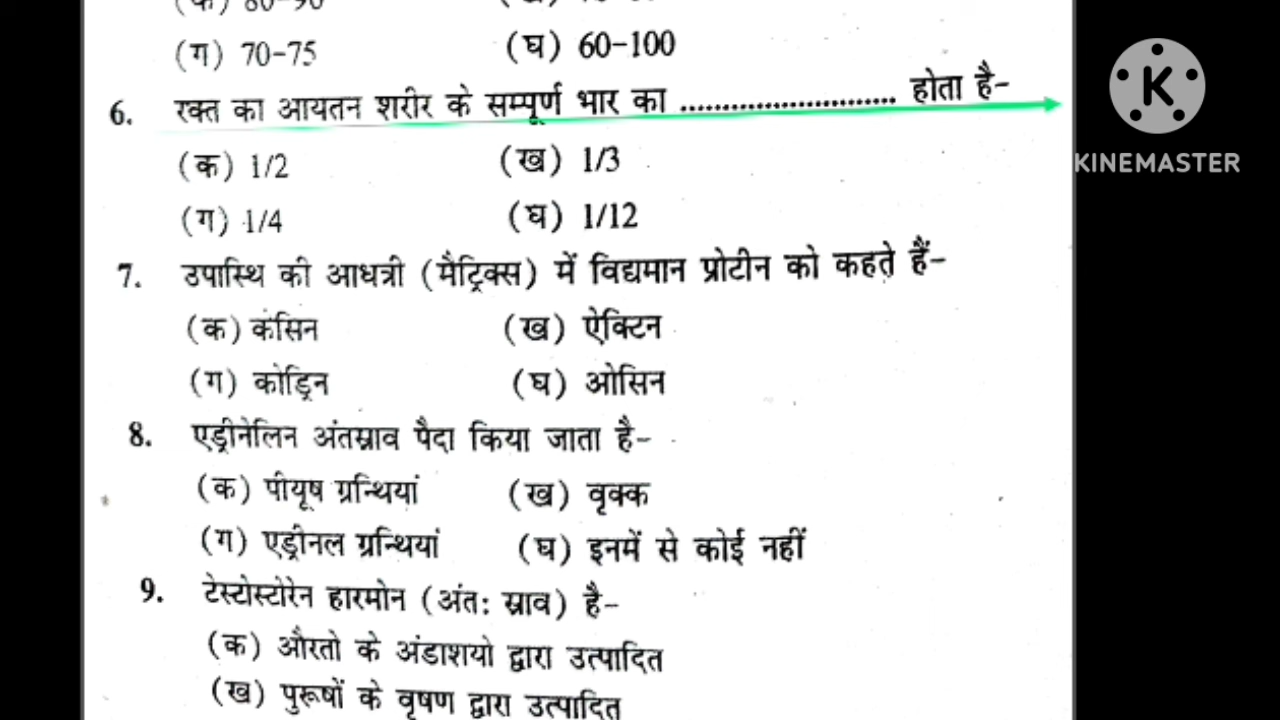 (क) 80-90
(ग) 70-75 (घ) 60-100
6. रक्त का आयतन शरीर के सम्पूर्ण भार का .......................... होता है-
(क) 1/2 (ख) 1/3
(ग) 1/4 (घ) 1/12
7. उपास्थि की आधत्री (मैट्रिक्स) में विद्यमान प्रोटीन को कहते हैं-
(क) कंसिन (ख) ऐक्टिन
(ग) कोड्रिन (घ) ओसिन
8. एड्रीनेलिन अंतस्राव पैदा किया जाता है-
(क) पीयूष ग्रन्थियां (ख) वृक्क
(ग) एड्रीनल ग्रन्थियां (घ) इनमें से कोई नहीं
9. टेस्टोस्टोरेन हारमोन (अंत: स्राव) है-
(क) औरतो के अंडाशयो द्वारा उत्पादित
(ख) पुरूषों के वृषण द्वारा उत्पादित
K
KINEMASTER